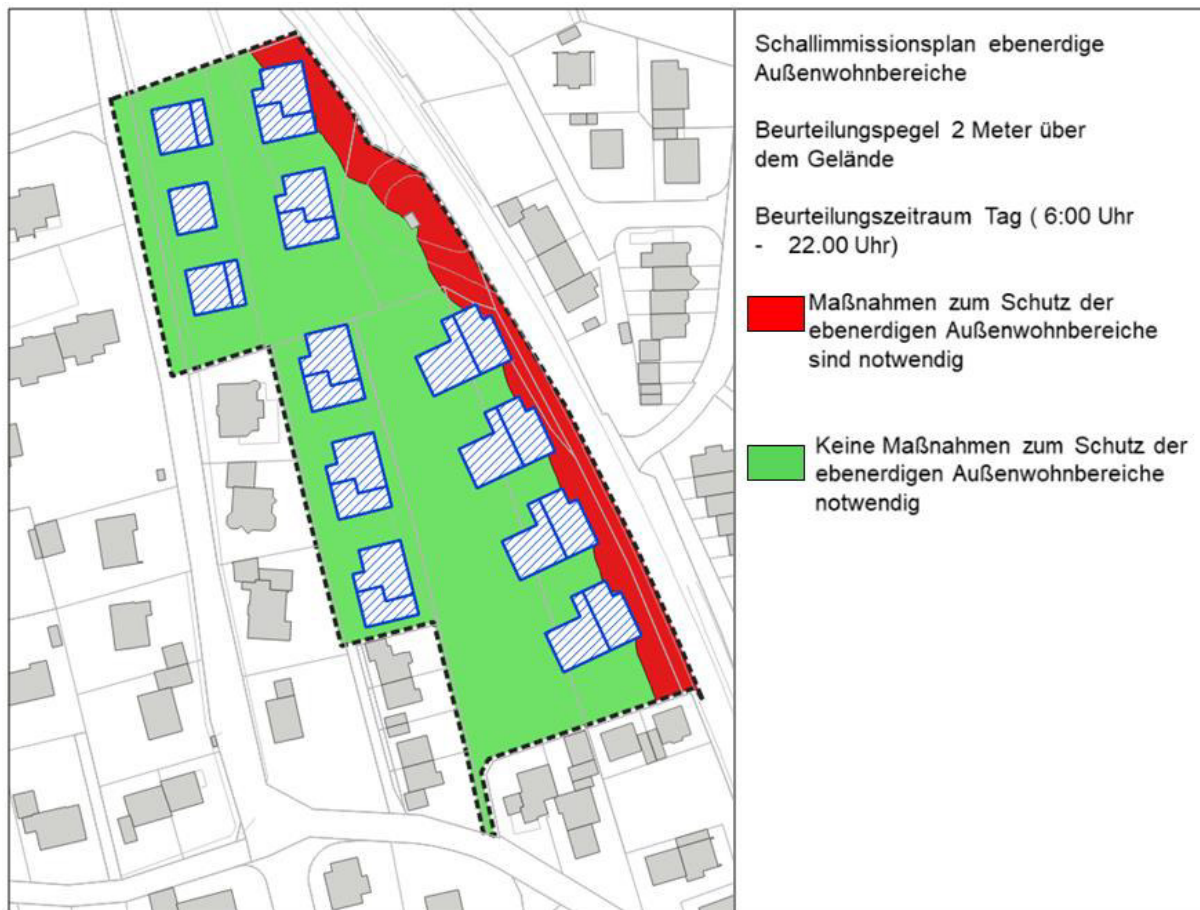 Schallimmissionsplan ebenerdige
Außenwohnbereiche
Beurteilungspegel 2 Meter über
dem Gelände
Beurteilungszeitraum Tag ( 6:00 Uhr
- 22.00 Uhr)
Maßnahmen zum Schutz der
ebenerdigen Außenwohnbereiche
sind notwendig
Keine Maßnahmen zum Schutz der
ebenerdigen Außenwohnbereiche
notwendig